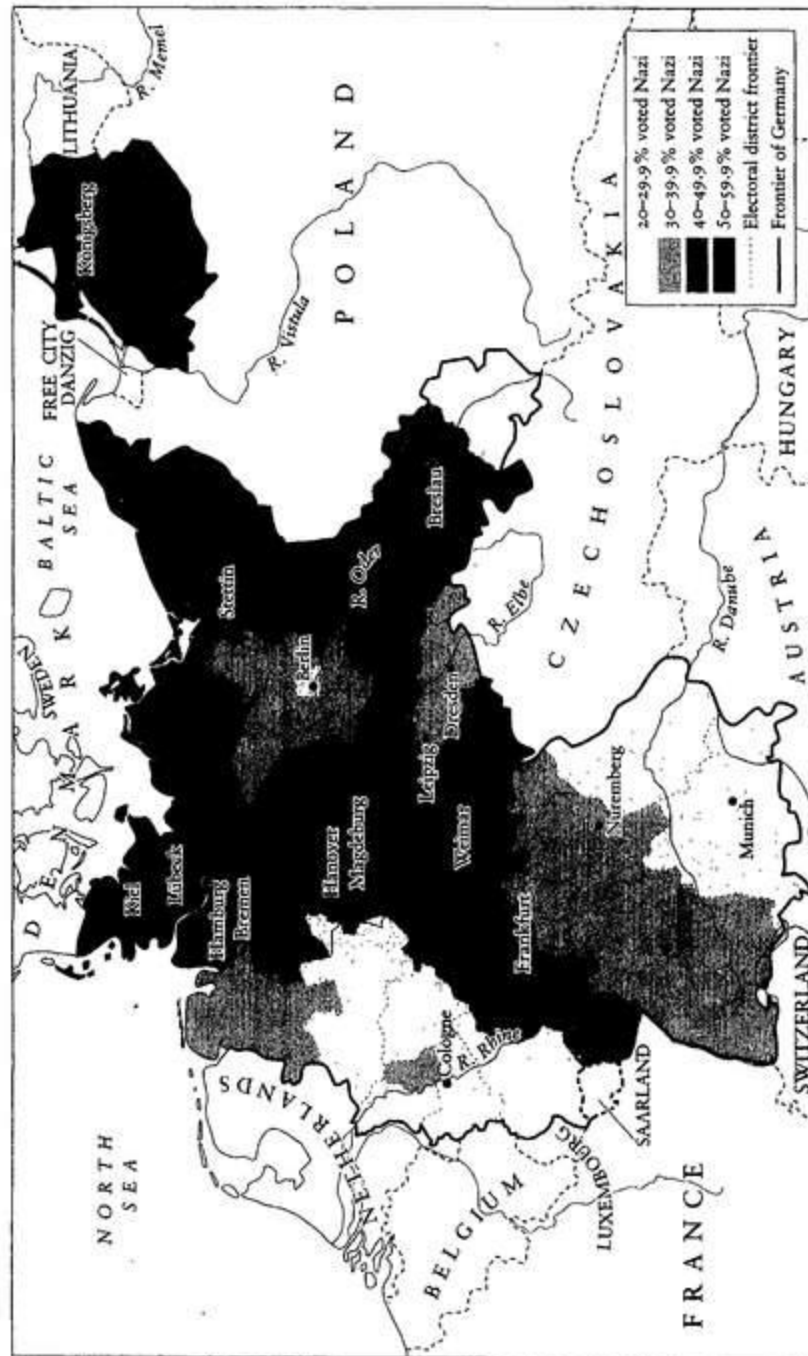 NORTH
SEA
DENMARK
SWEDEN
BALTIC
SEA
FREE CITY
DANZIG
LITHUANIA
R. Memel
Königsberg
Kiel
Lübeck
Hamburg
Bremen
Stettin
NETHERLANDS
Hanover
Magdeburg
Berlin
R. Oder
R. Vistula
POLAND
Cologne
R. Rhine
Leipzig
Dresden
Weimar
Breslau
R. Elbe
BELGIUM
LUXEMBOURG
Frankfurt
SAARLAND
Nuremberg
CZECHOSLOVAKIA
FRANCE
Munich
R. Danube
SWITZERLAND
AUSTRIA
HUNGARY
20–29·9% voted Nazi
30–39·9% voted Nazi
40–49·9% voted Nazi
50–59·9% voted Nazi
Electoral district frontier
Frontier of Germany